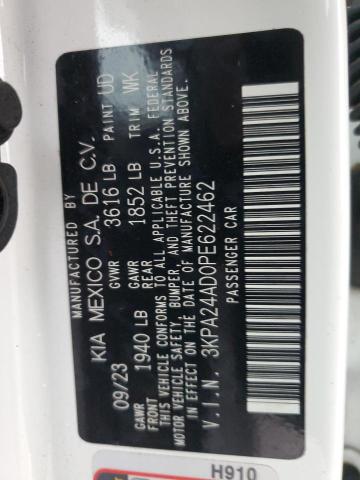 MANUFACTURED BY
KIA MEXICO S.A. DE C.V.
09/23 GVWR 3616 LB PAINT UD
GAWR FRONT 1940 LB GAWR REAR 1852 LB TRIM WK
THIS VEHICLE CONFORMS TO ALL APPLICABLE U.S.A. FEDERAL
MOTOR VEHICLE SAFETY, BUMPER, AND THEFT PREVENTION STANDARDS
IN EFFECT ON THE DATE OF MANUFACTURE SHOWN ABOVE.
V.I.N. 3KPA24AD0PE622462
PASSENGER CAR
H910